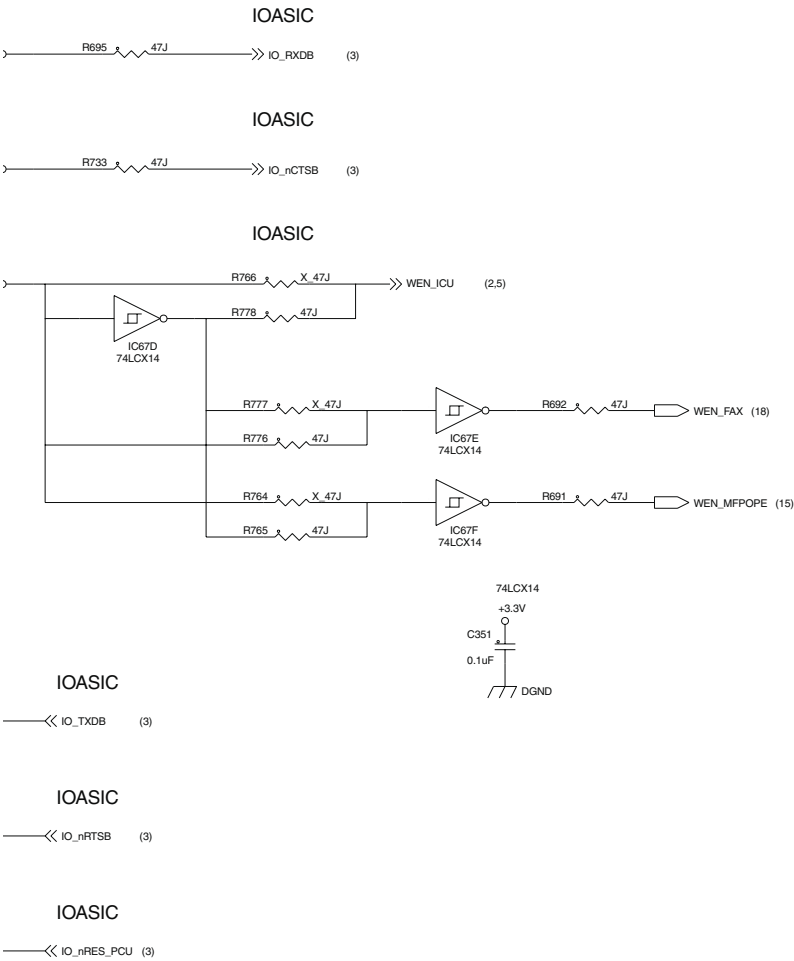 IOASIC
R695 47J
IO_RXDB (3)
IOASIC
R733 47J
IO_nCTSB (3)
IOASIC
R766 X_47J
WEN_ICU (2,5)
R778 47J
IC67D
74LCX14
R777 X_47J
R692 47J
WEN_FAX (18)
R776 47J
IC67E
74LCX14
R764 X_47J
R691 47J
WEN_MFPOPE (15)
R765 47J
IC67F
74LCX14
74LCX14
+3.3V
C351
0.1uF
DGND
IOASIC
IO_TXDB (3)
IOASIC
IO_nRTSB (3)
IOASIC
IO_nRES_PCU (3)